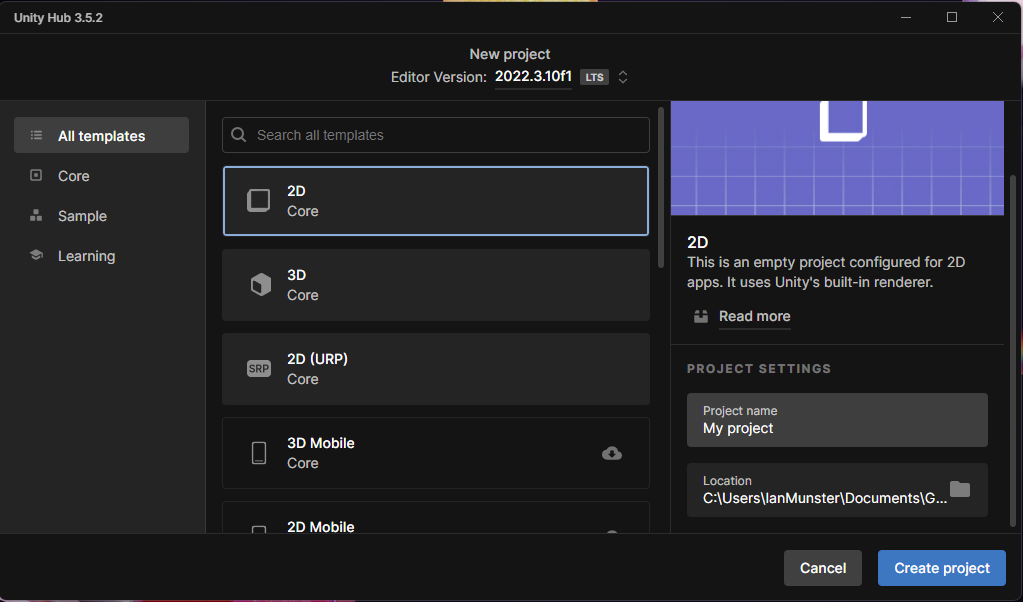 Unity Hub 3.5.2
New project
Editor Version: 2022.3.10f1 LTS
All templates
Core
Sample
Learning
Search all templates
2D
Core
3D
Core
SRP
2D (URP)
Core
3D Mobile
Core
2D Mobile
2D
This is an empty project configured for 2D
apps. It uses Unity's built-in renderer.
Read more
PROJECT SETTINGS
Project name
My project
Location
C:\Users\IanMunster\Documents\G...
Cancel
Create project